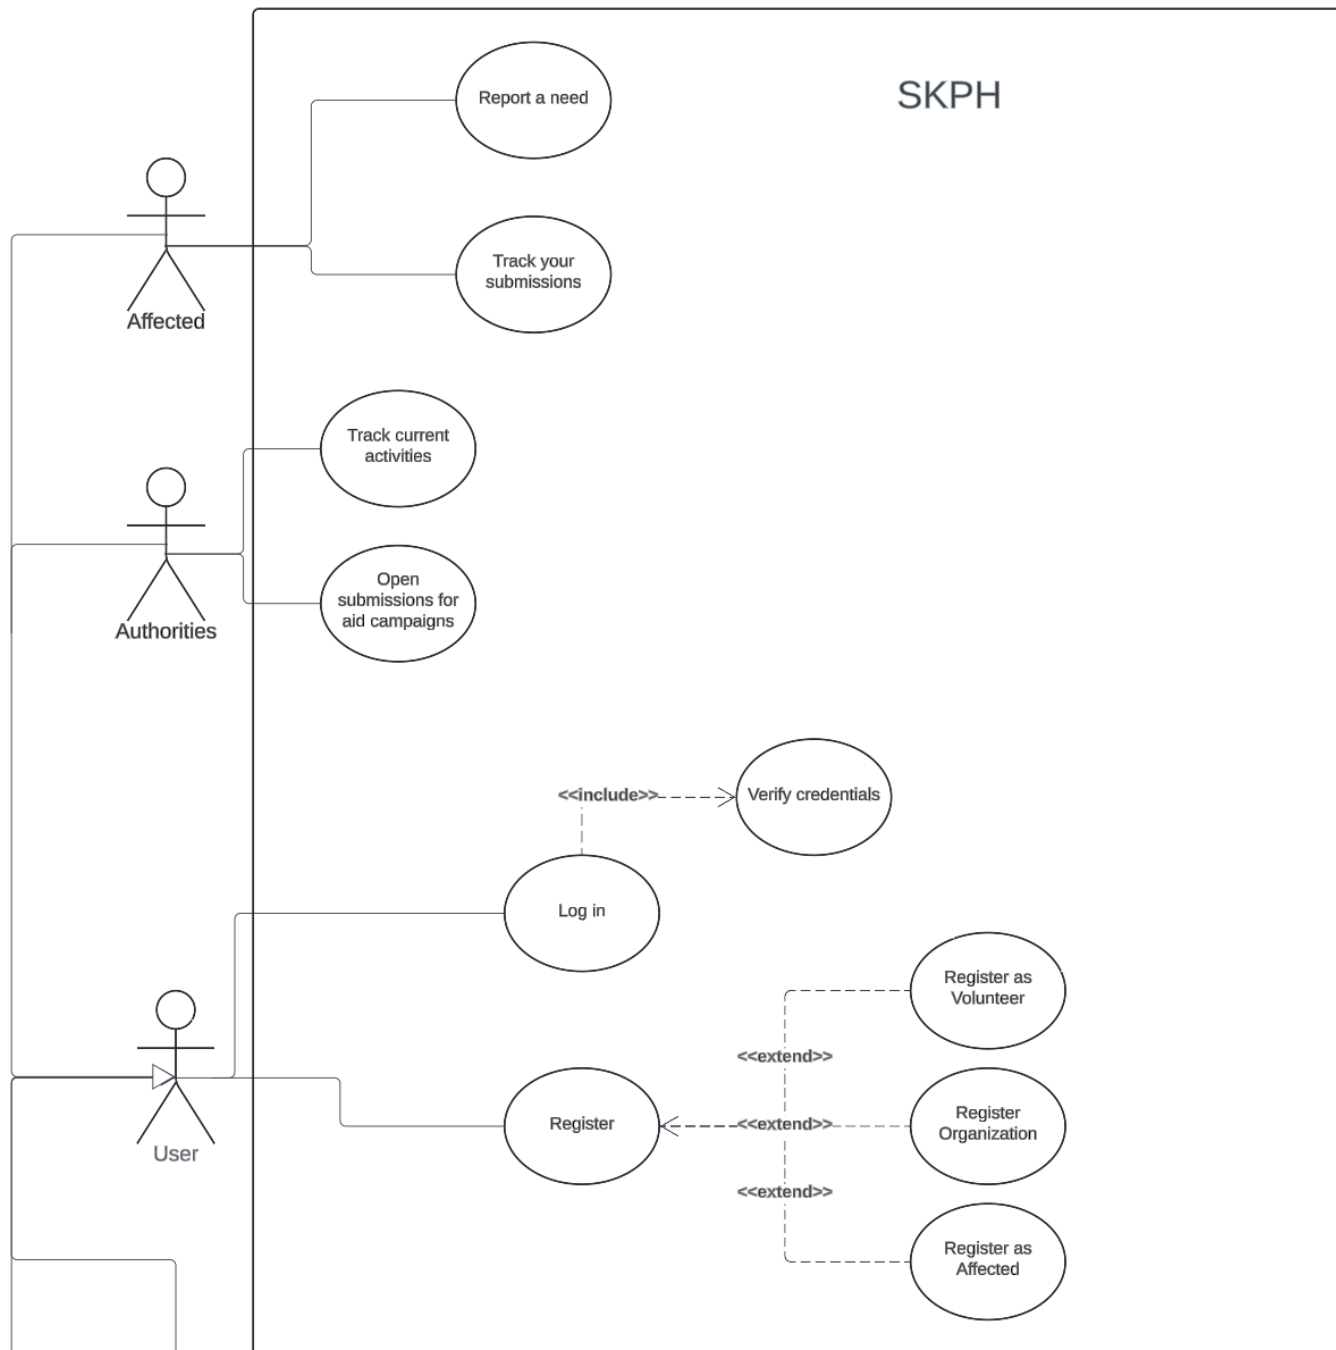 SKPH
Report a need
Track your
submissions
Affected
Track current
activities
Open
submissions for
aid campaigns
Authorities
<<include>>
Verify credentials
Log in
Register as
Volunteer
<<extend>>
Register
<<extend>>
Register
Organization
User
<<extend>>
Register as
Affected